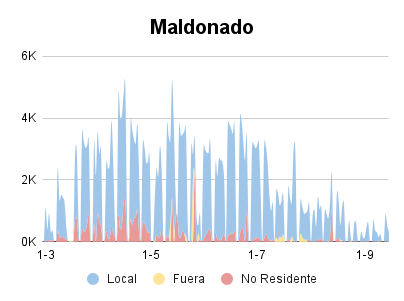 Maldonado
6K
4K
2K
0K
1-3 1-5 1-7 1-9
Local Fuera No Residente